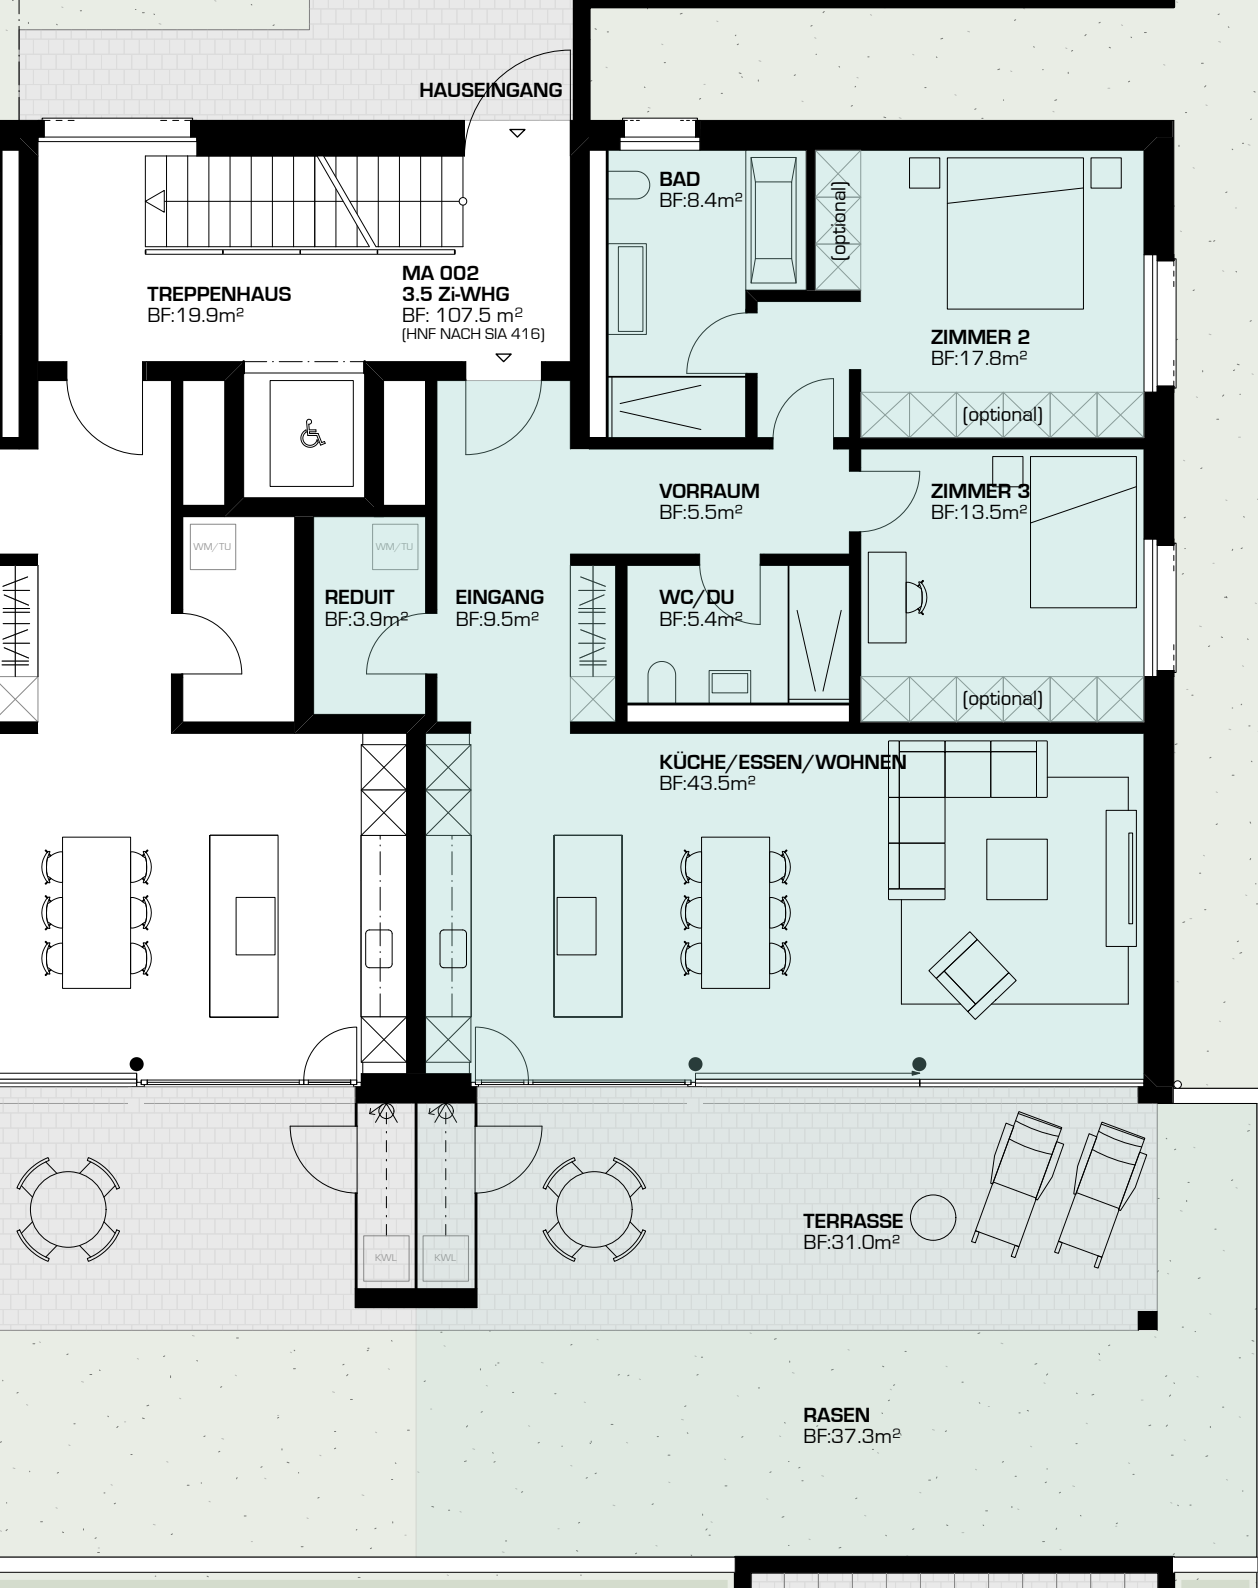 HAUSEINGANG
BAD
BF:8.4m²
(optional)
MA 002
3.5 Zi-WHG
BF: 107.5 m²
(HNF NACH SIA 416)
TREPPENHAUS
BF:19.9m²
ZIMMER 2
BF:17.8m²
(optional)
VORRAUM
BF:5.5m²
ZIMMER 3
BF:13.5m²
WM/TU
WM/TU
REDUIT
BF:3.9m²
EINGANG
BF:9.5m²
WC/DU
BF:5.4m²
(optional)
KÜCHE/ESSEN/WOHNEN
BF:43.5m²
TERRASSE
BF:31.0m²
KWL
KWL
RASEN
BF:37.3m²